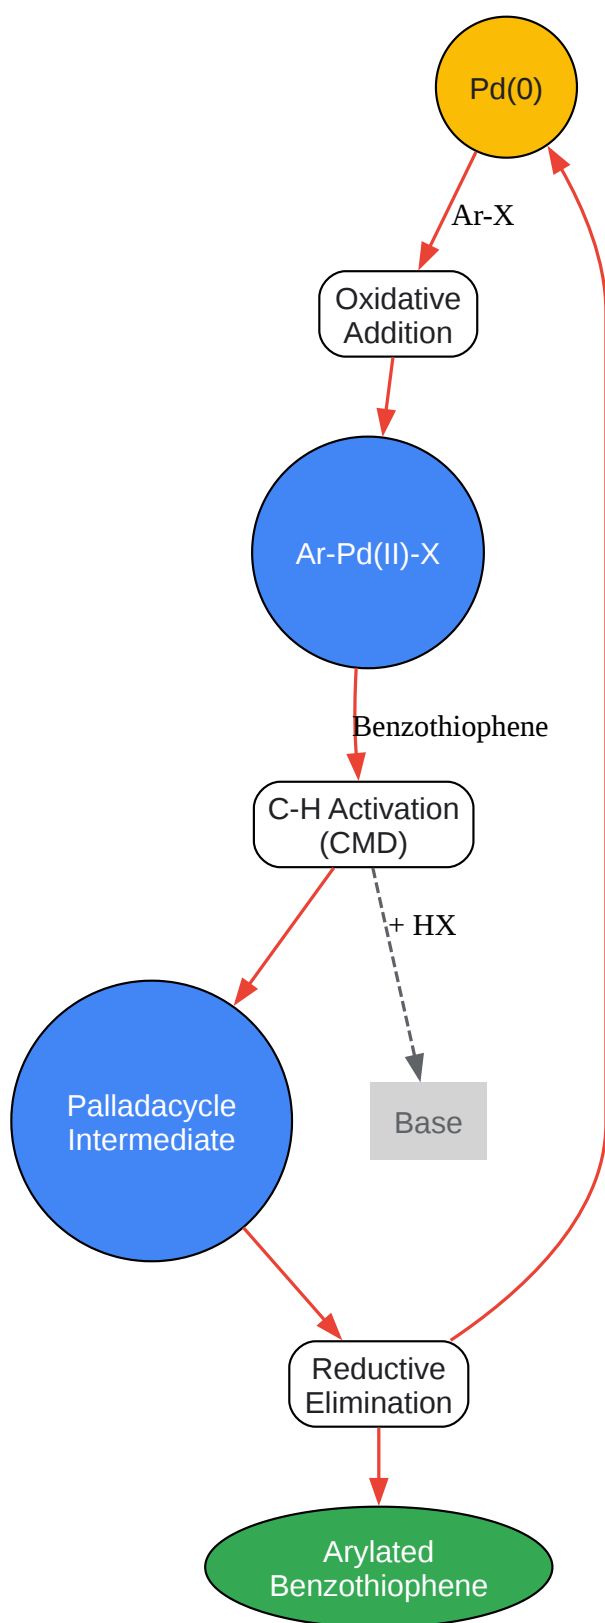 Pd(0)
Ar-X
Oxidative
Addition
Ar-Pd(II)-X
Benzothiophene
C-H Activation
(CMD)
+ HX
Palladacycle
Intermediate
Base
Reductive
Elimination
Arylated
Benzothiophene